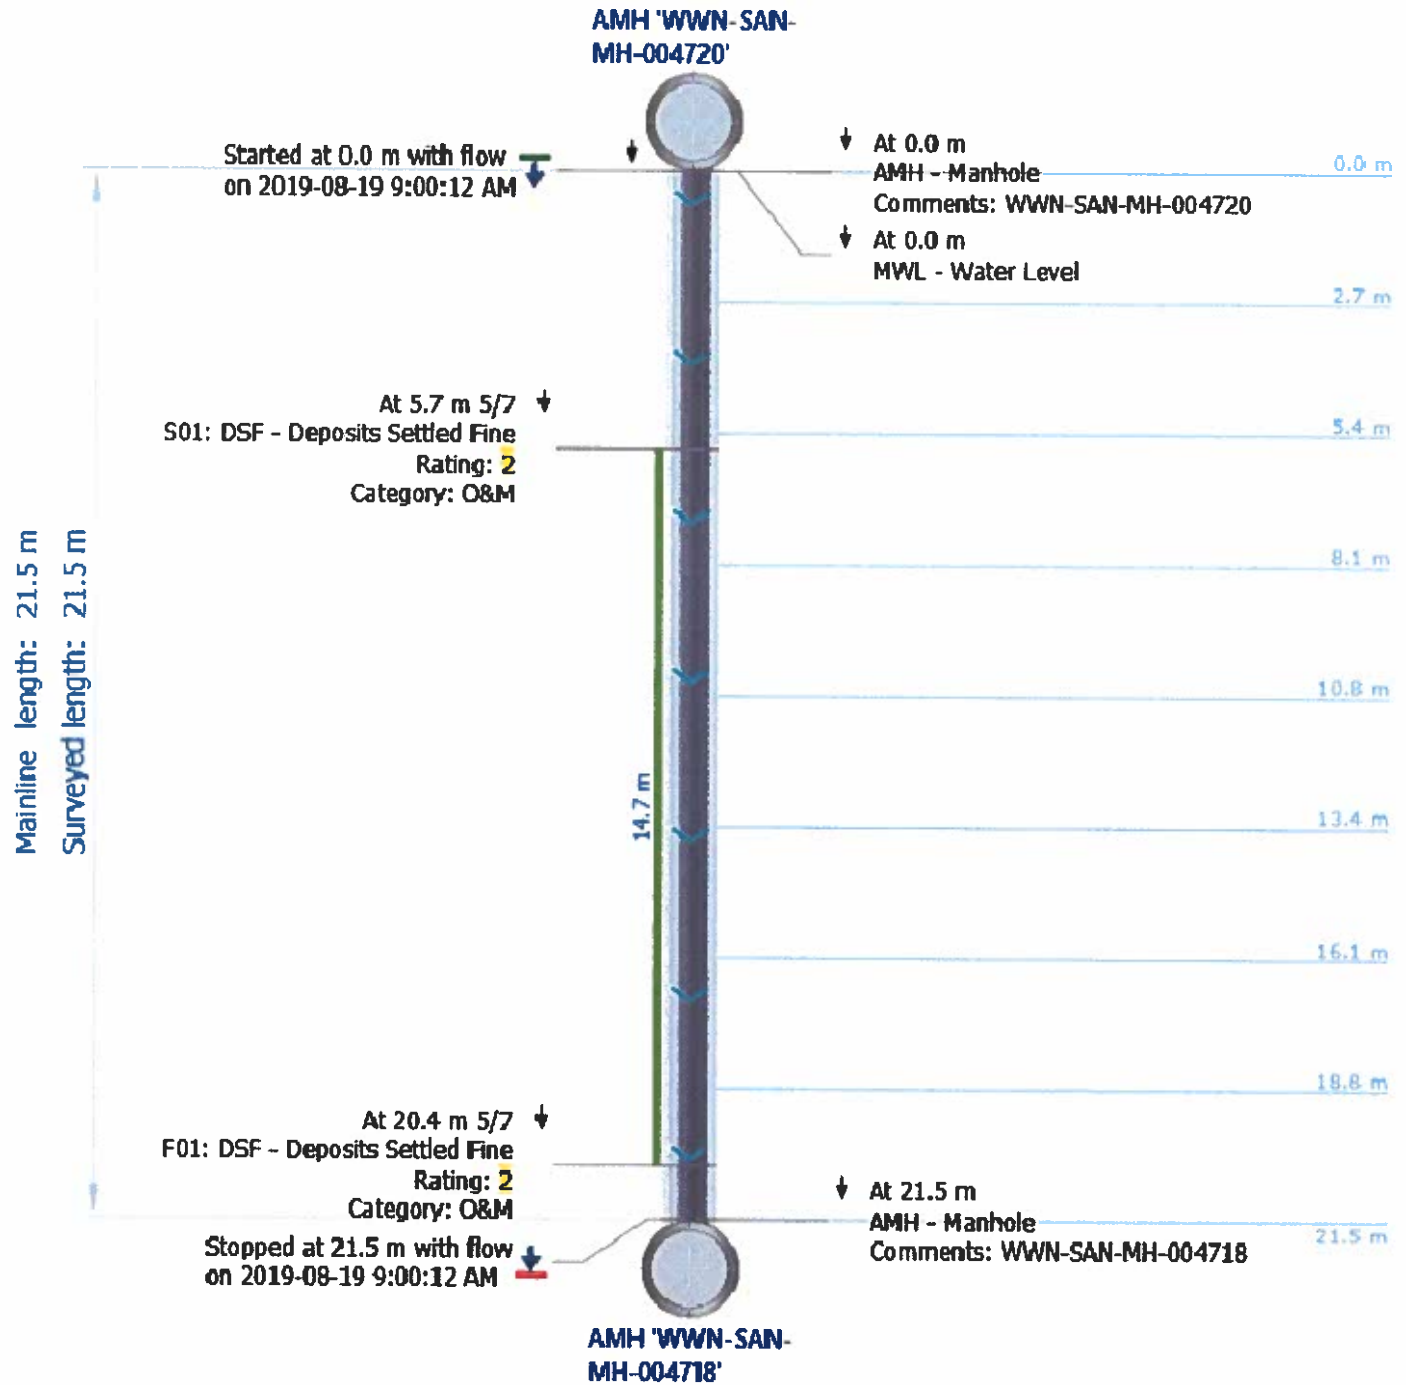 AMH 'WWN-SAN-
MH-004720'
Started at 0.0 m with flow
on 2019-08-19 9:00:12 AM
At 0.0 m
AMH - Manhole
Comments: WWN-SAN-MH-004720
0.0 m
At 0.0 m
MWL - Water Level
2.7 m
At 5.7 m 5/7
S01: DSF - Deposits Settled Fine
Rating: 2
Category: O&M
5.4 m
8.1 m
Mainline length: 21.5 m
Surveyed length: 21.5 m
10.8 m
14.7 m
13.4 m
16.1 m
18.8 m
At 20.4 m 5/7
F01: DSF - Deposits Settled Fine
Rating: 2
Category: O&M
At 21.5 m
AMH - Manhole
Comments: WWN-SAN-MH-004718
21.5 m
Stopped at 21.5 m with flow
on 2019-08-19 9:00:12 AM
AMH 'WWN-SAN-
MH-004718'